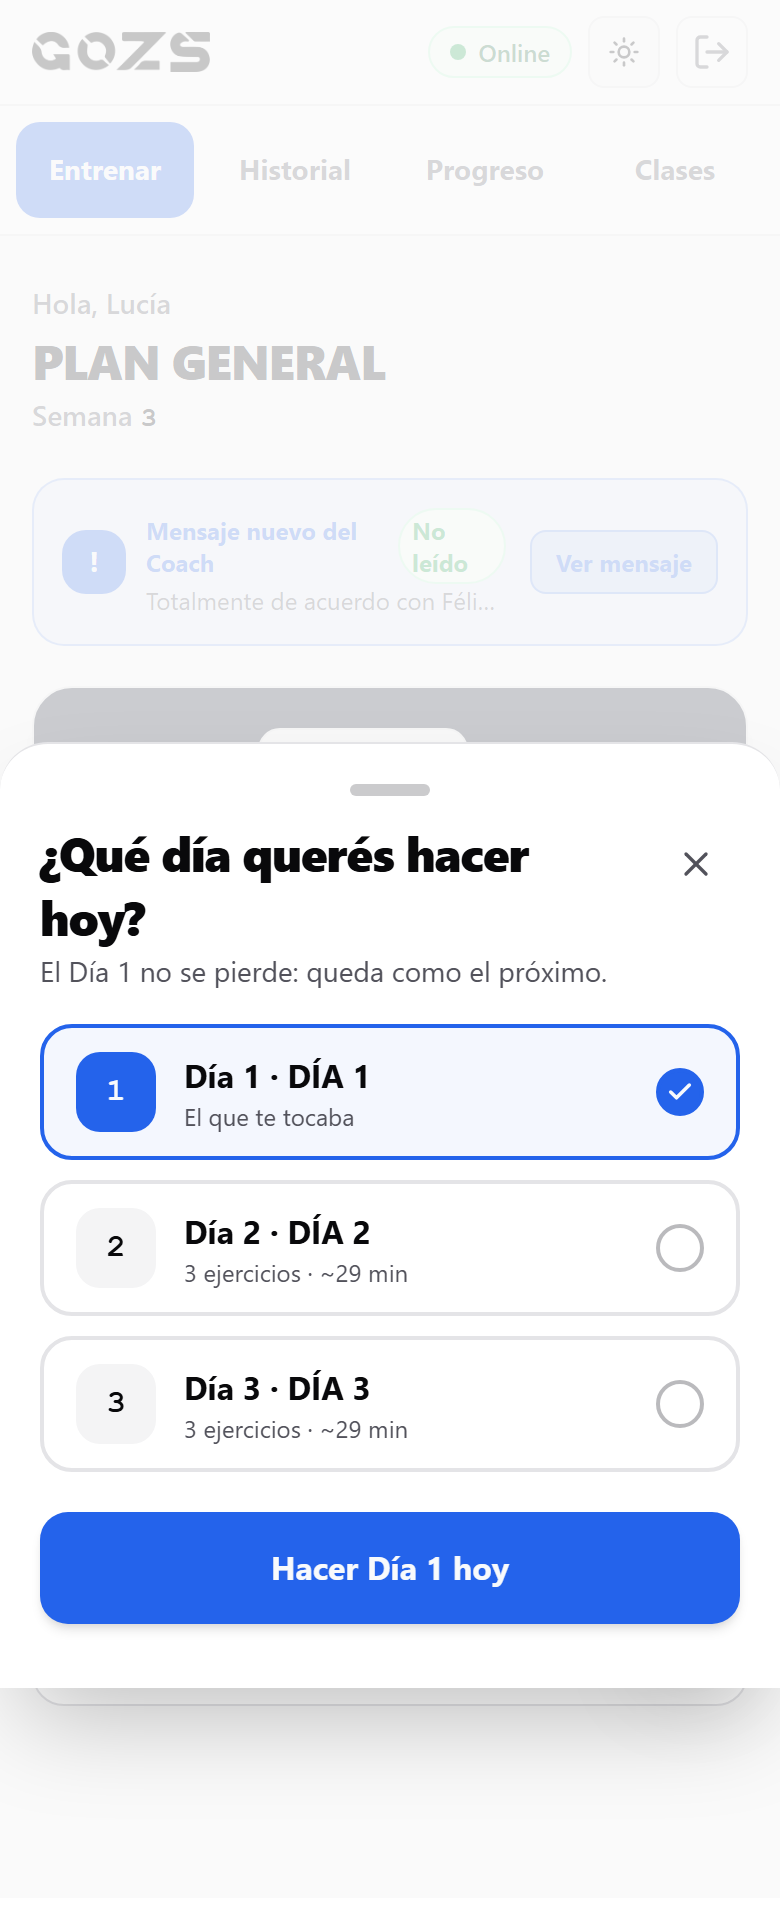 GOZS
Online
Entrenar
Historial
Progreso
Clases
Hola, Lucía
PLAN GENERAL
Semana 3
!
Mensaje nuevo del
Coach
No
leído
Totalmente de acuerdo con Féli...
Ver mensaje
¿Qué día querés hacer
hoy?
El Día 1 no se pierde: queda como el próximo.
1
Día 1 · DÍA 1
El que te tocaba
2
Día 2 · DÍA 2
3 ejercicios · ~29 min
3
Día 3 · DÍA 3
3 ejercicios · ~29 min
Hacer Día 1 hoy